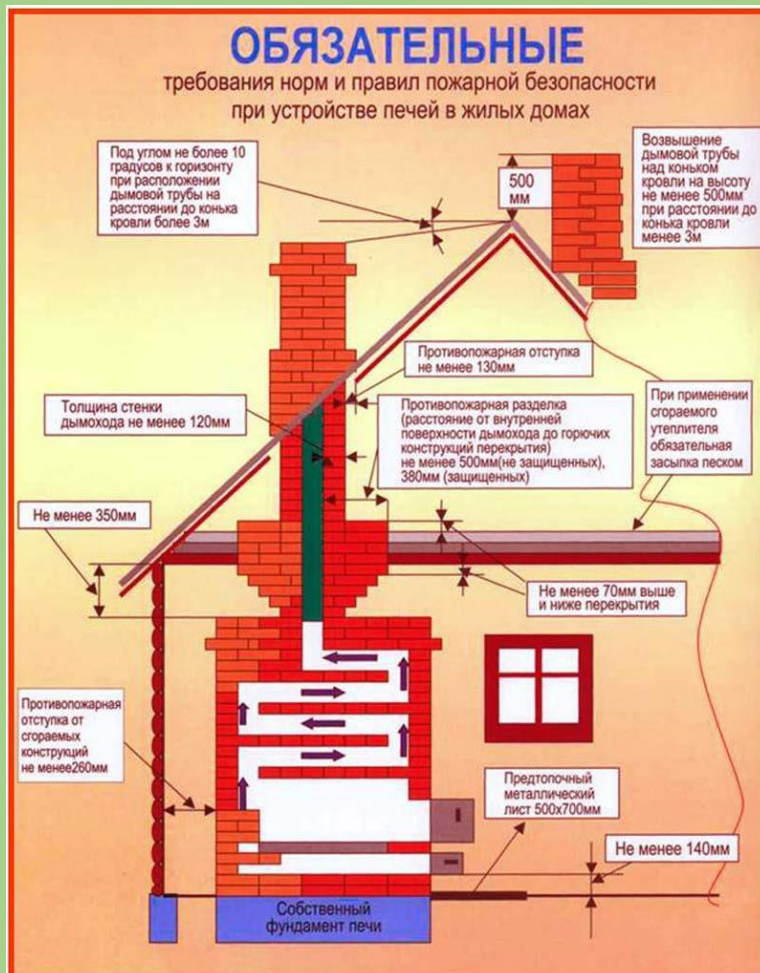 ОБЯЗАТЕЛЬНЫЕ
требования норм и правил пожарной безопасности
при устройстве печей в жилых домах
Под углом не более 10
градусов к горизонту
при расположении
дымовой трубы на
расстоянии до конька
кровли более 3м
500
мм
Возвышение
дымовой трубы
над коньком
кровли на высоту
не менее 500мм
при расстоянии до
конька кровли
менее 3м
Противопожарная отступка
не менее 130мм
Толщина стенки
дымохода не менее 120мм
Противопожарная разделка
(расстояние от внутренней
поверхности дымохода до горючих
конструкций перекрытия)
не менее 500мм(не защищенных),
380мм (защищенных)
При применении
сгораемого
утеплителя
обязательная
засыпка песком
Не менее 350мм
Не менее 70мм выше
и ниже перекрытия
Противопожарная
отступка от
сгораемых
конструкций
не менее260мм
Предтопочный
металлический
лист 500х700мм
Не менее 140мм
Собственный
фундамент печи